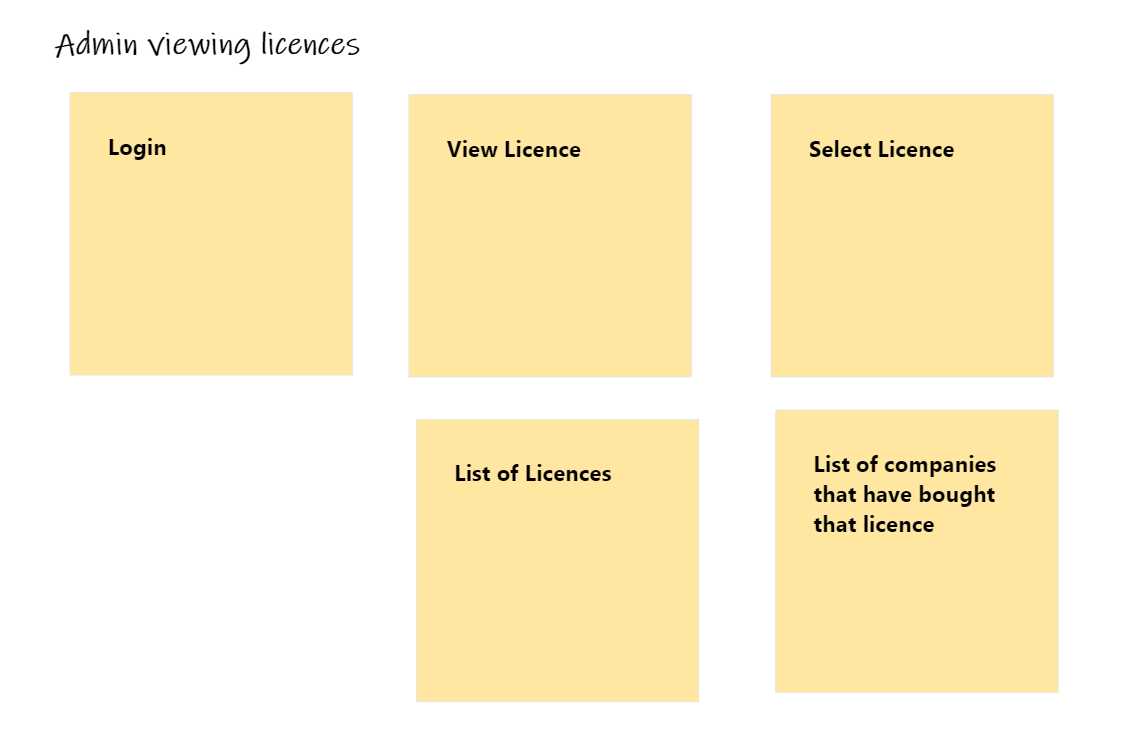 Admin viewing licences
Login
View Licence
Select Licence
List of Licences
List of companies
that have bought
that licence